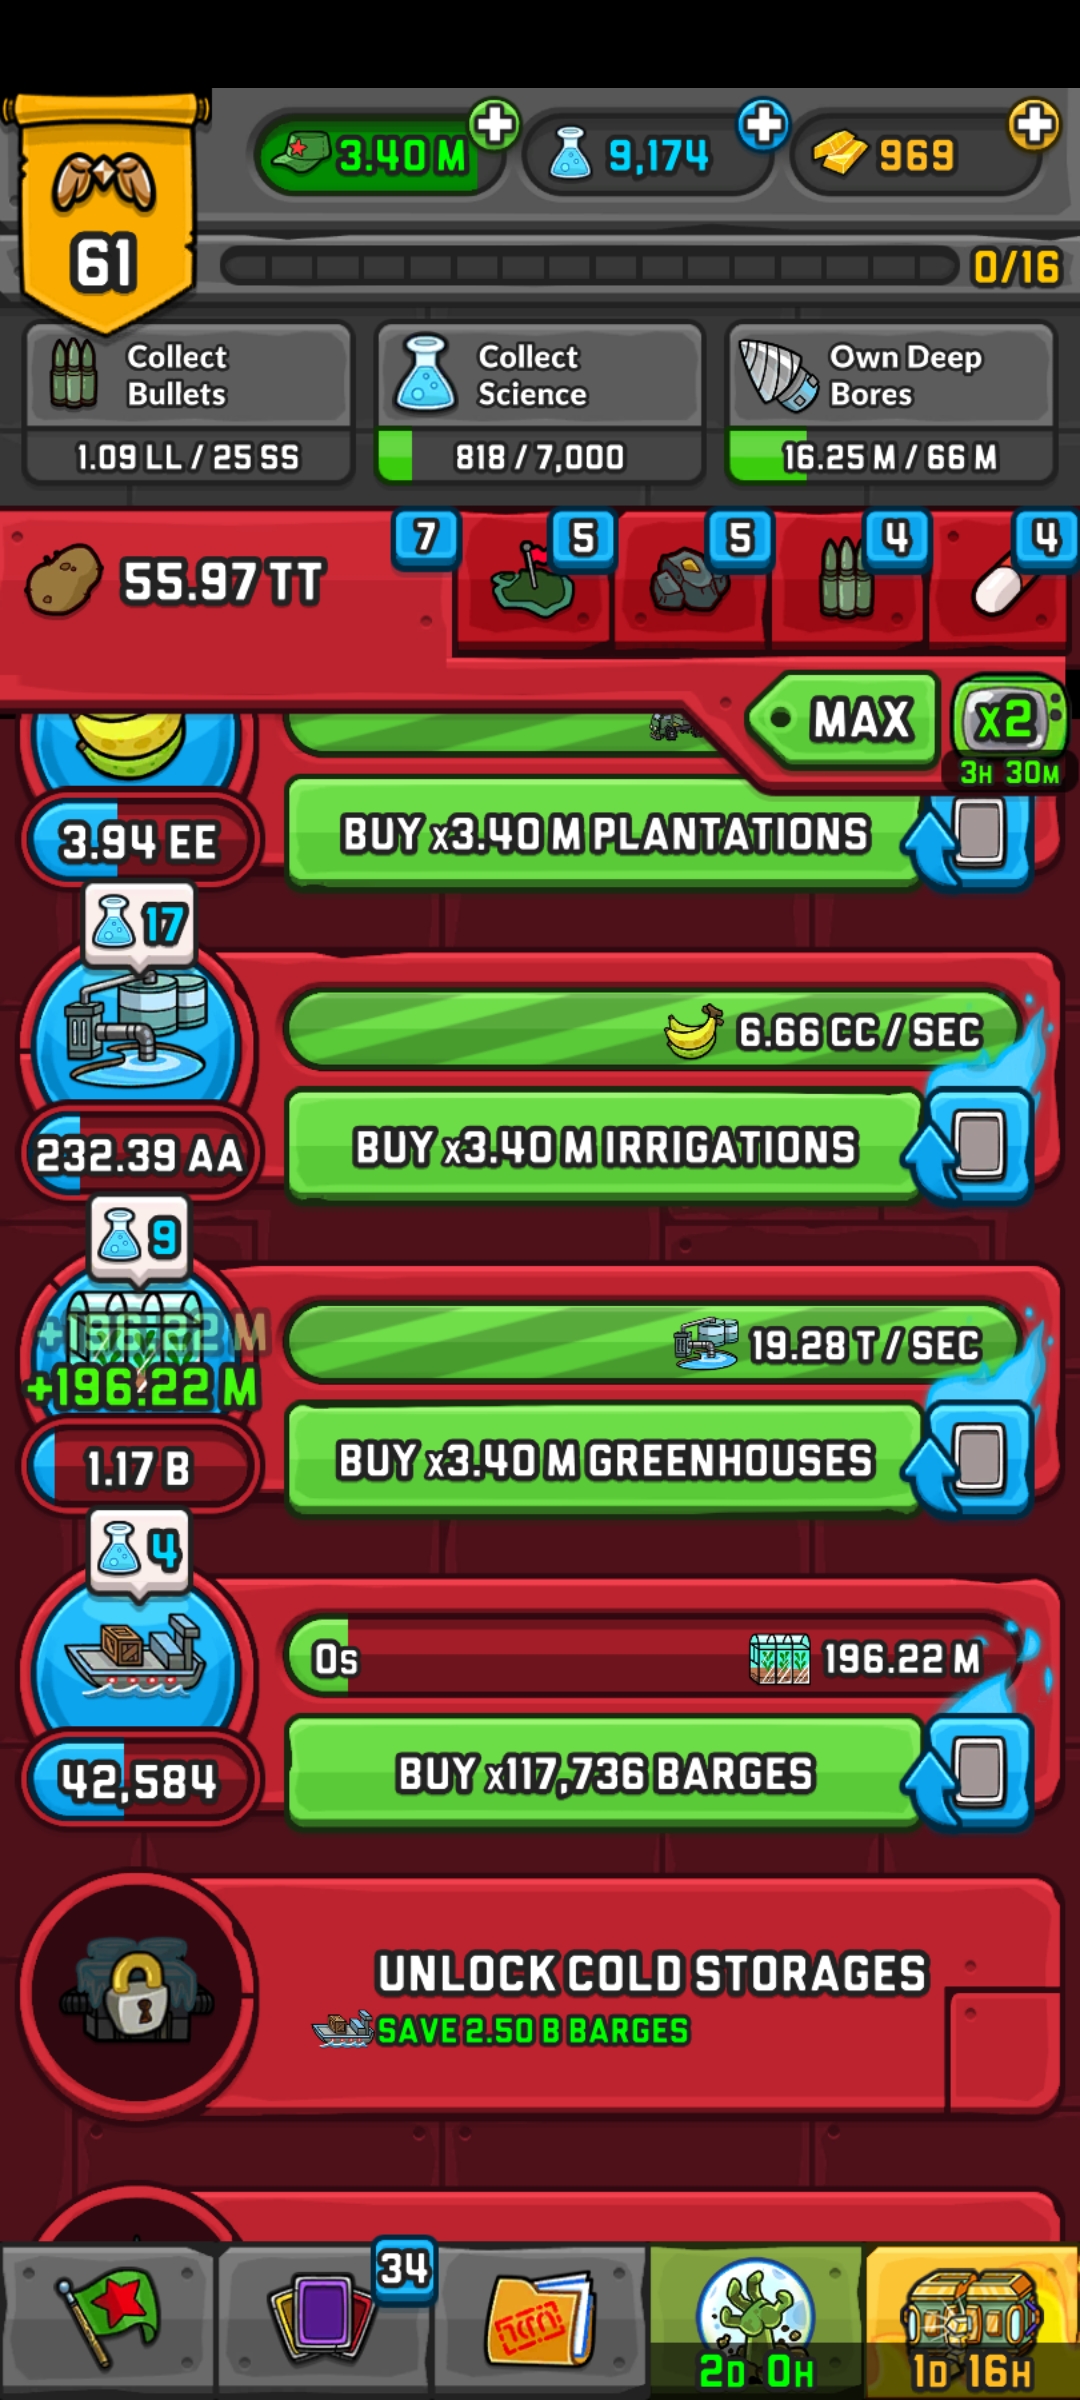 3.40 M
9,174
969
61
0/16
Collect
Bullets
Collect
Science
Own Deep
Bores
1.09 LL / 25 SS
818 / 7,000
16.25 M / 66 M
55.97 TT
7
5
5
4
4
MAX
x2
3H 30M
3.94 EE
BUY x3.40 M PLANTATIONS
17
6.66 CC / SEC
232.39 AA
BUY x3.40 M IRRIGATIONS
9
+196.22 M
+196.22 M
19.28 T / SEC
1.17 B
BUY x3.40 M GREENHOUSES
4
0s
196.22 M
42,584
BUY x117,736 BARGES
UNLOCK COLD STORAGES
SAVE 2.50 B BARGES
34
2D 0H
1D 16H